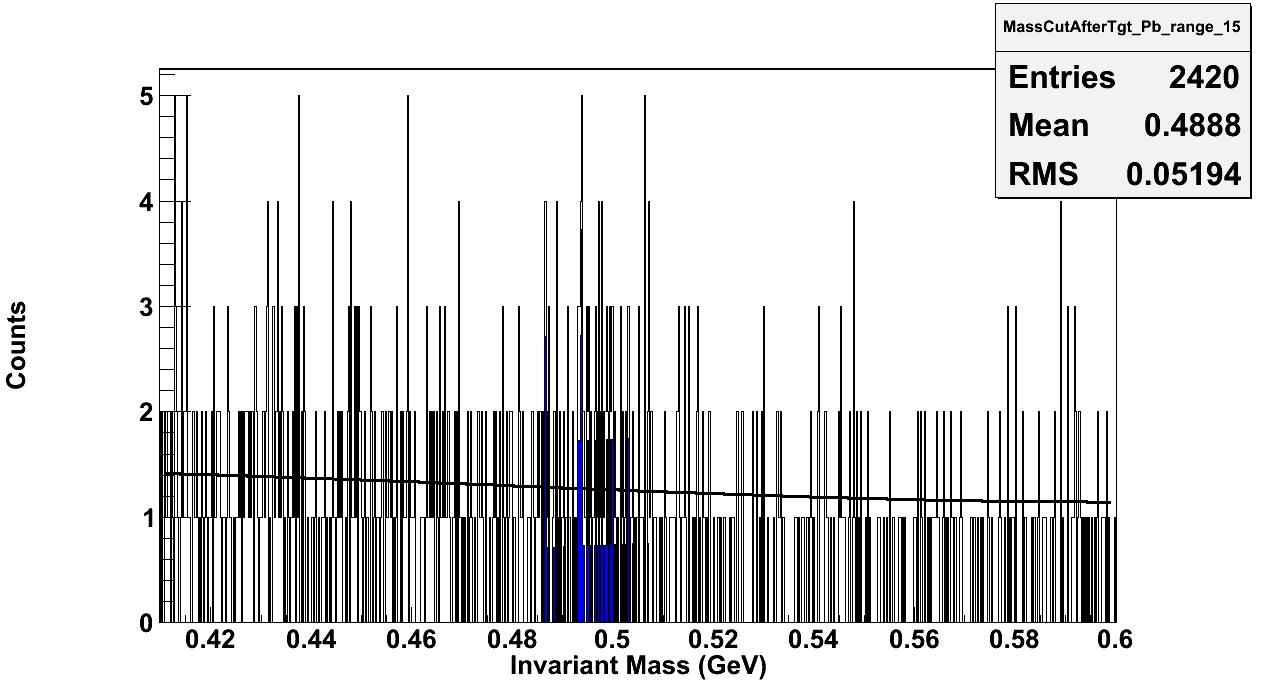 MassCutAfterTgt_Pb_range_15
Entries 2420
Mean 0.4888
RMS 0.05194
Counts
5
4
3
2
1
0
0.42 0.44 0.46 0.48 0.5 0.52 0.54 0.56 0.58 0.6
Invariant Mass (GeV)